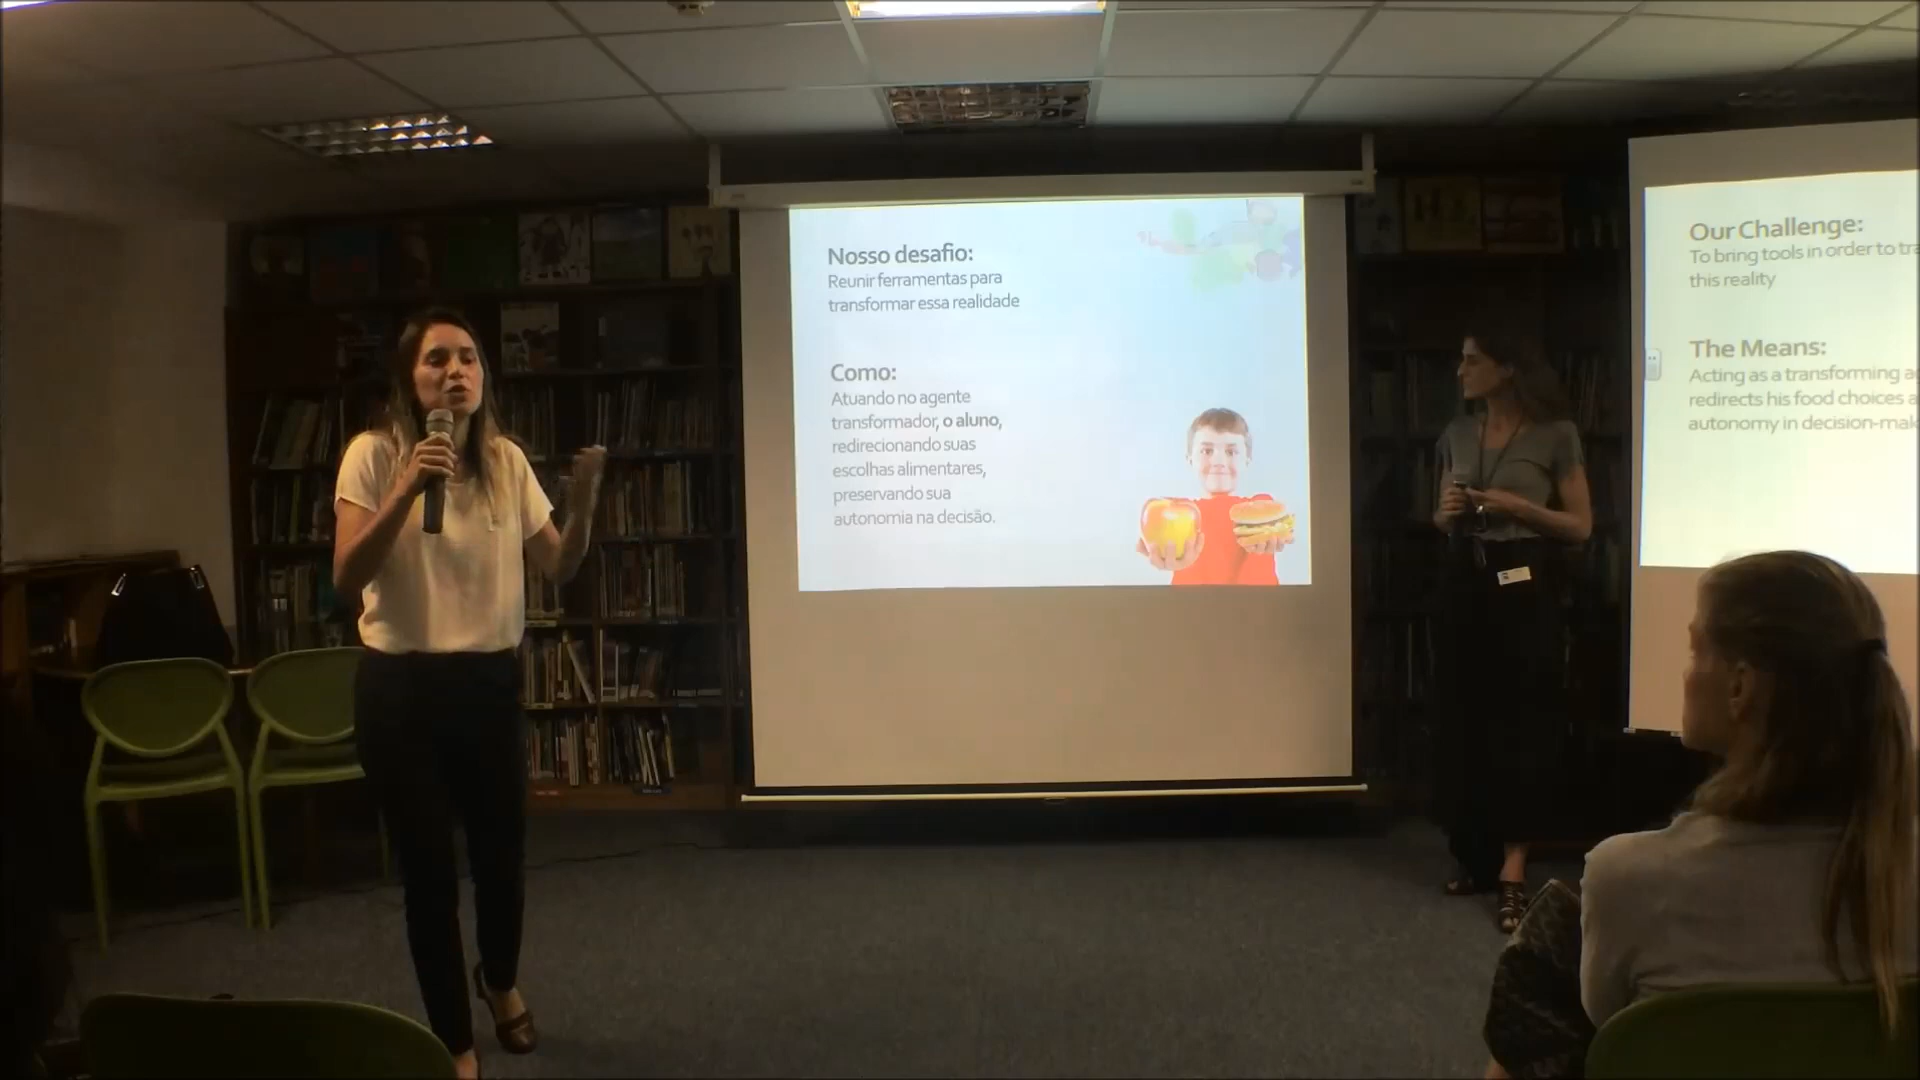 Nosso desafio:
Reunir ferramentas para
transformar essa realidade
Como:
Atuando no agente
transformador, o aluno,
redirecionando suas
escolhas alimentares,
preservando sua
autonomia na decisão.
Our Challenge:
To bring tools in order to
this reality
The Means:
Acting as a transforming
redirects his food choices
autonomy in